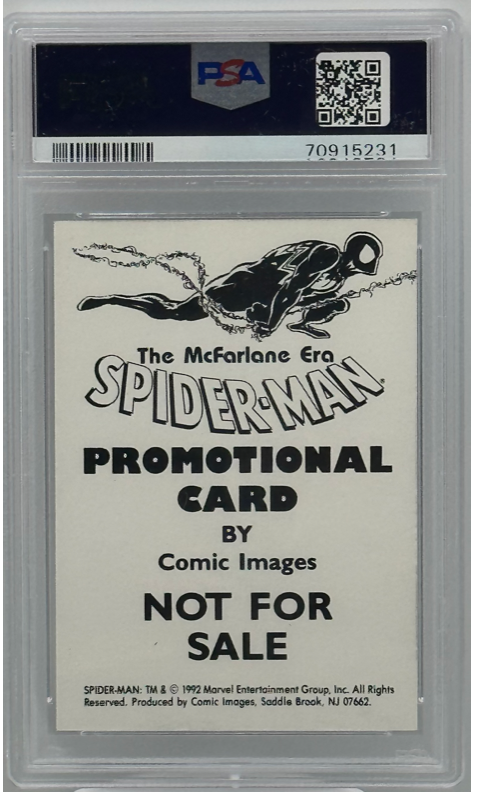 PSA
70915231
The McFarlane Era
SPIDER-MAN®
PROMOTIONAL
CARD
BY
Comic Images
NOT FOR
SALE
SPIDER-MAN: TM & © 1992 Marvel Entertainment Group, Inc. All Rights
Reserved. Produced by Comic Images, Saddle Brook, NJ 07662.